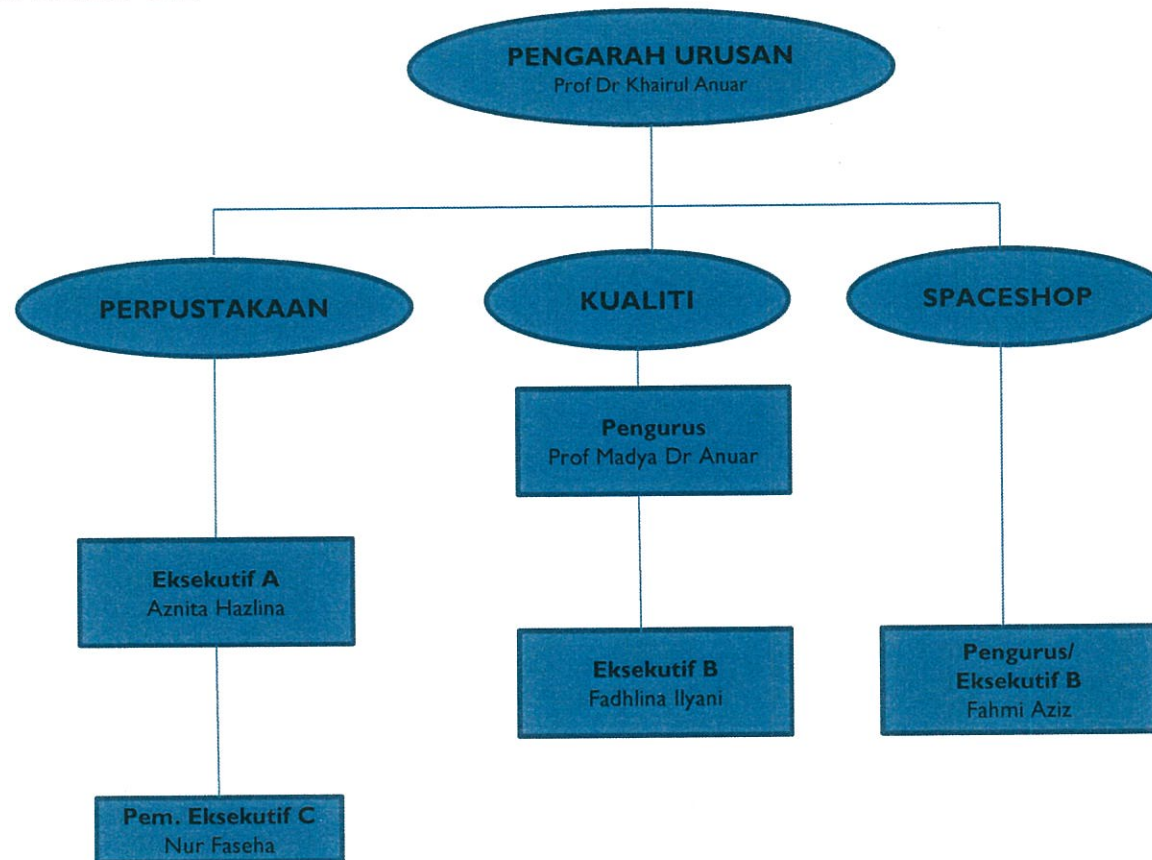 PENGARAH URUSAN
Prof Dr Khairul Anuar
PERPUSTAKAAN
KUALITI
SPACESHOP
Pengurus
Prof Madya Dr Anuar
Eksekutif A
Aznita Hazlina
Eksekutif B
Fadhlina Ilyani
Pengurus/
Eksekutif B
Fahmi Aziz
Pem. Eksekutif C
Nur Faseha